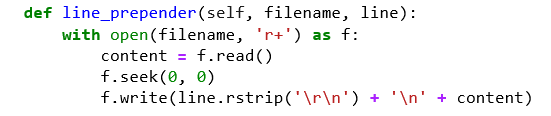 def line_prepender(self, filename, line):
    with open(filename, 'r+') as f:
        content = f.read()
        f.seek(0, 0)
        f.write(line.rstrip('\r\n') + '\n' + content)